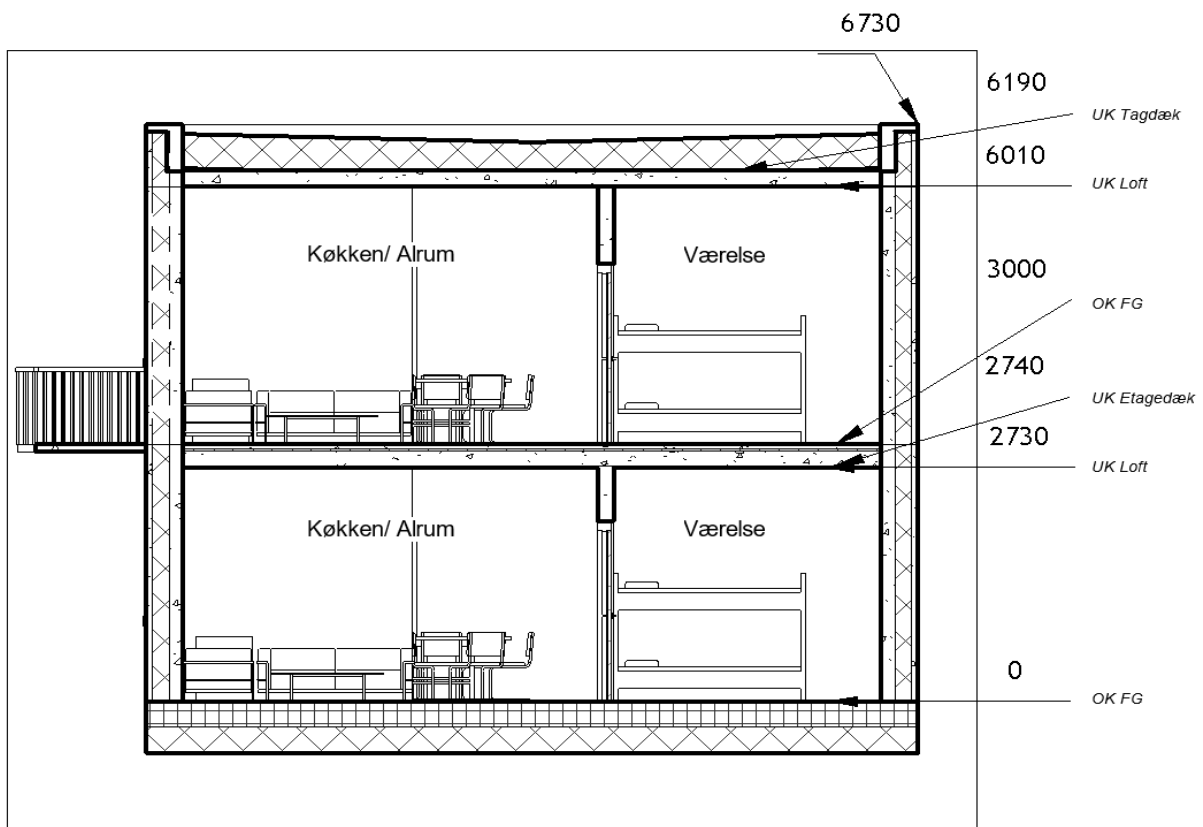 6730
6190
UK Tagdæk
6010
UK Loft
Køkken/ Alrum
Værelse
3000
OK FG
2740
UK Etagedæk
2730
UK Loft
Køkken/ Alrum
Værelse
0
OK FG